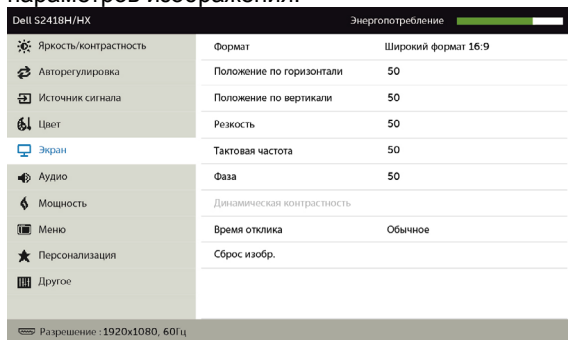 параметров изображения.
Dell S2418H/HX Энергопотребление
Яркость/контрастность Формат Широкий формат 16:9
Авторегулировка Положение по горизонтали 50
Источник сигнала Положение по вертикали 50
Цвет Резкость 50
Экран Тактовая частота 50
Аудио Фаза 50
Мощность Динамическая контрастность
Меню Время отклика Обычное
Персонализация Сброс изобр.
Другое
Разрешение : 1920x1080, 60Гц